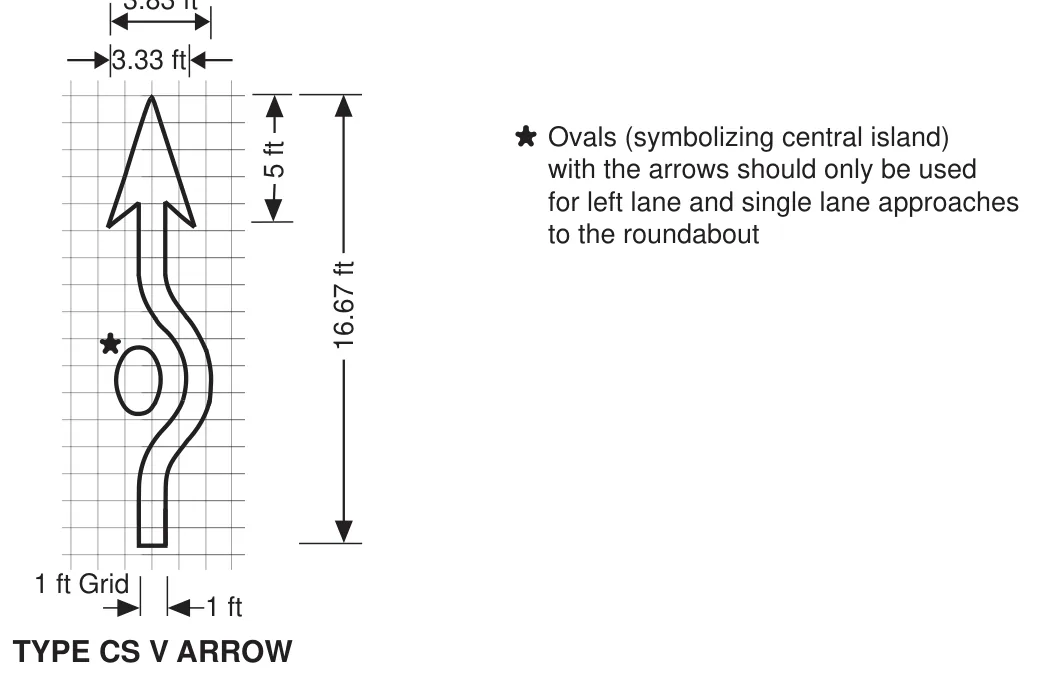 3.83 ft
3.33 ft
5 ft
16.67 ft
★ Ovals (symbolizing central island)
with the arrows should only be used
for left lane and single lane approaches
to the roundabout
★
1 ft Grid
1 ft
TYPE CS V ARROW